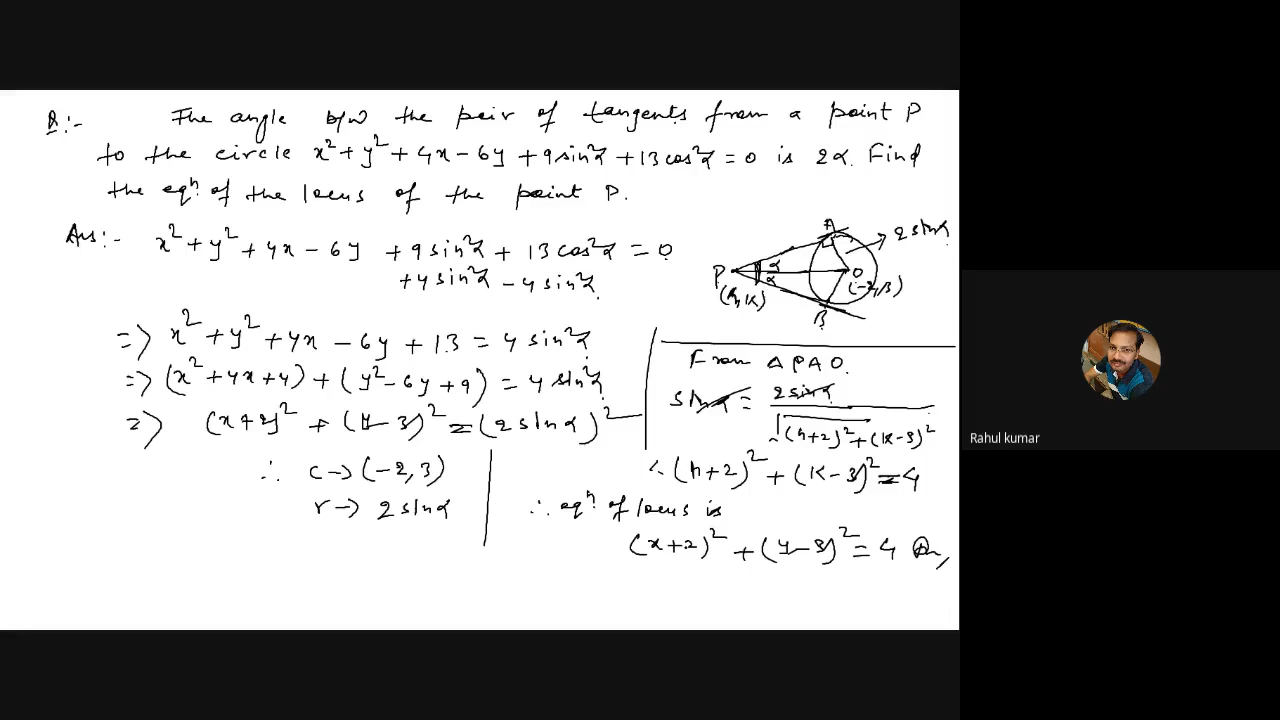 Q:- The angle b/w the pair of tangents from a point P
to the circle x² + y² + 4x - 6y + 9sin²α + 13cos²α = 0 is 2α. Find
the eqⁿ of the locus of the point P.
Ans:- x² + y² + 4x - 6y + 9sin²α + 13cos²α = 0
+ 4sin²α - 4sin²α
=> x² + y² + 4x - 6y + 13 = 4sin²α
=> (x² + 4x + 4) + (y² - 6y + 9) = 4sin²α
=> (x+2)² + (y-3)² = (2sinα)²
∴ c → (-2, 3)
r → 2sinα
A
2sinα
P
α
α
O
(h,k)
(-2,3)
B
From △PAO.
sinα = 2sinα / √(h+2)² + (k-3)²
∴ (h+2)² + (k-3)² = 4
∴ eqⁿ of locus is
(x+2)² + (y-3)² = 4 An,
Rahul kumar